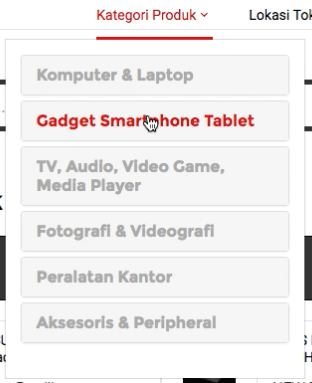 Kategori Produk
Lokasi
Komputer & Laptop
Gadget Smartphone Tablet
TV, Audio, Video Game,
Media Player
Fotografi & Videografi
Peralatan Kantor
Aksesoris & Peripheral